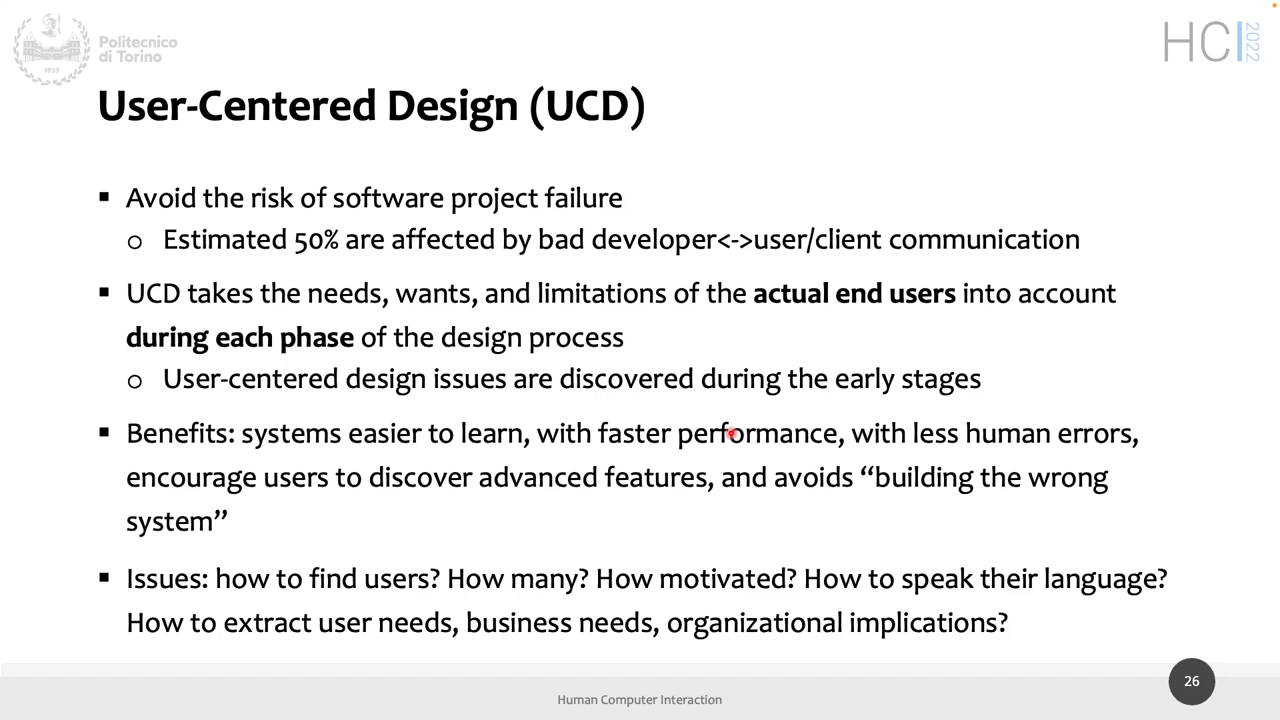 Politecnico
di Torino
1859
HCI 2022
User-Centered Design (UCD)
▪ Avoid the risk of software project failure
o Estimated 50% are affected by bad developer<->user/client communication
▪ UCD takes the needs, wants, and limitations of the actual end users into account
during each phase of the design process
o User-centered design issues are discovered during the early stages
▪ Benefits: systems easier to learn, with faster performance, with less human errors,
encourage users to discover advanced features, and avoids “building the wrong
system”
▪ Issues: how to find users? How many? How motivated? How to speak their language?
How to extract user needs, business needs, organizational implications?
Human Computer Interaction
26